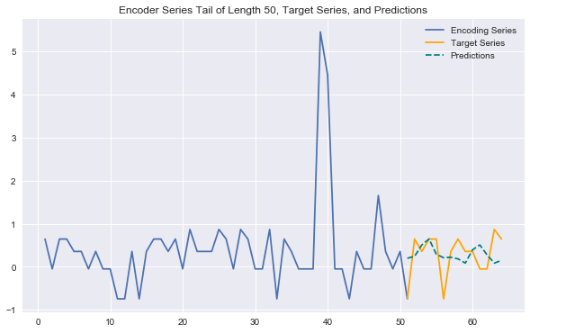 Encoder Series Tail of Length 50, Target Series, and Predictions
Encoding Series
Target Series
Predictions
5
4
3
2
1
0
−1
0 10 20 30 40 50 60